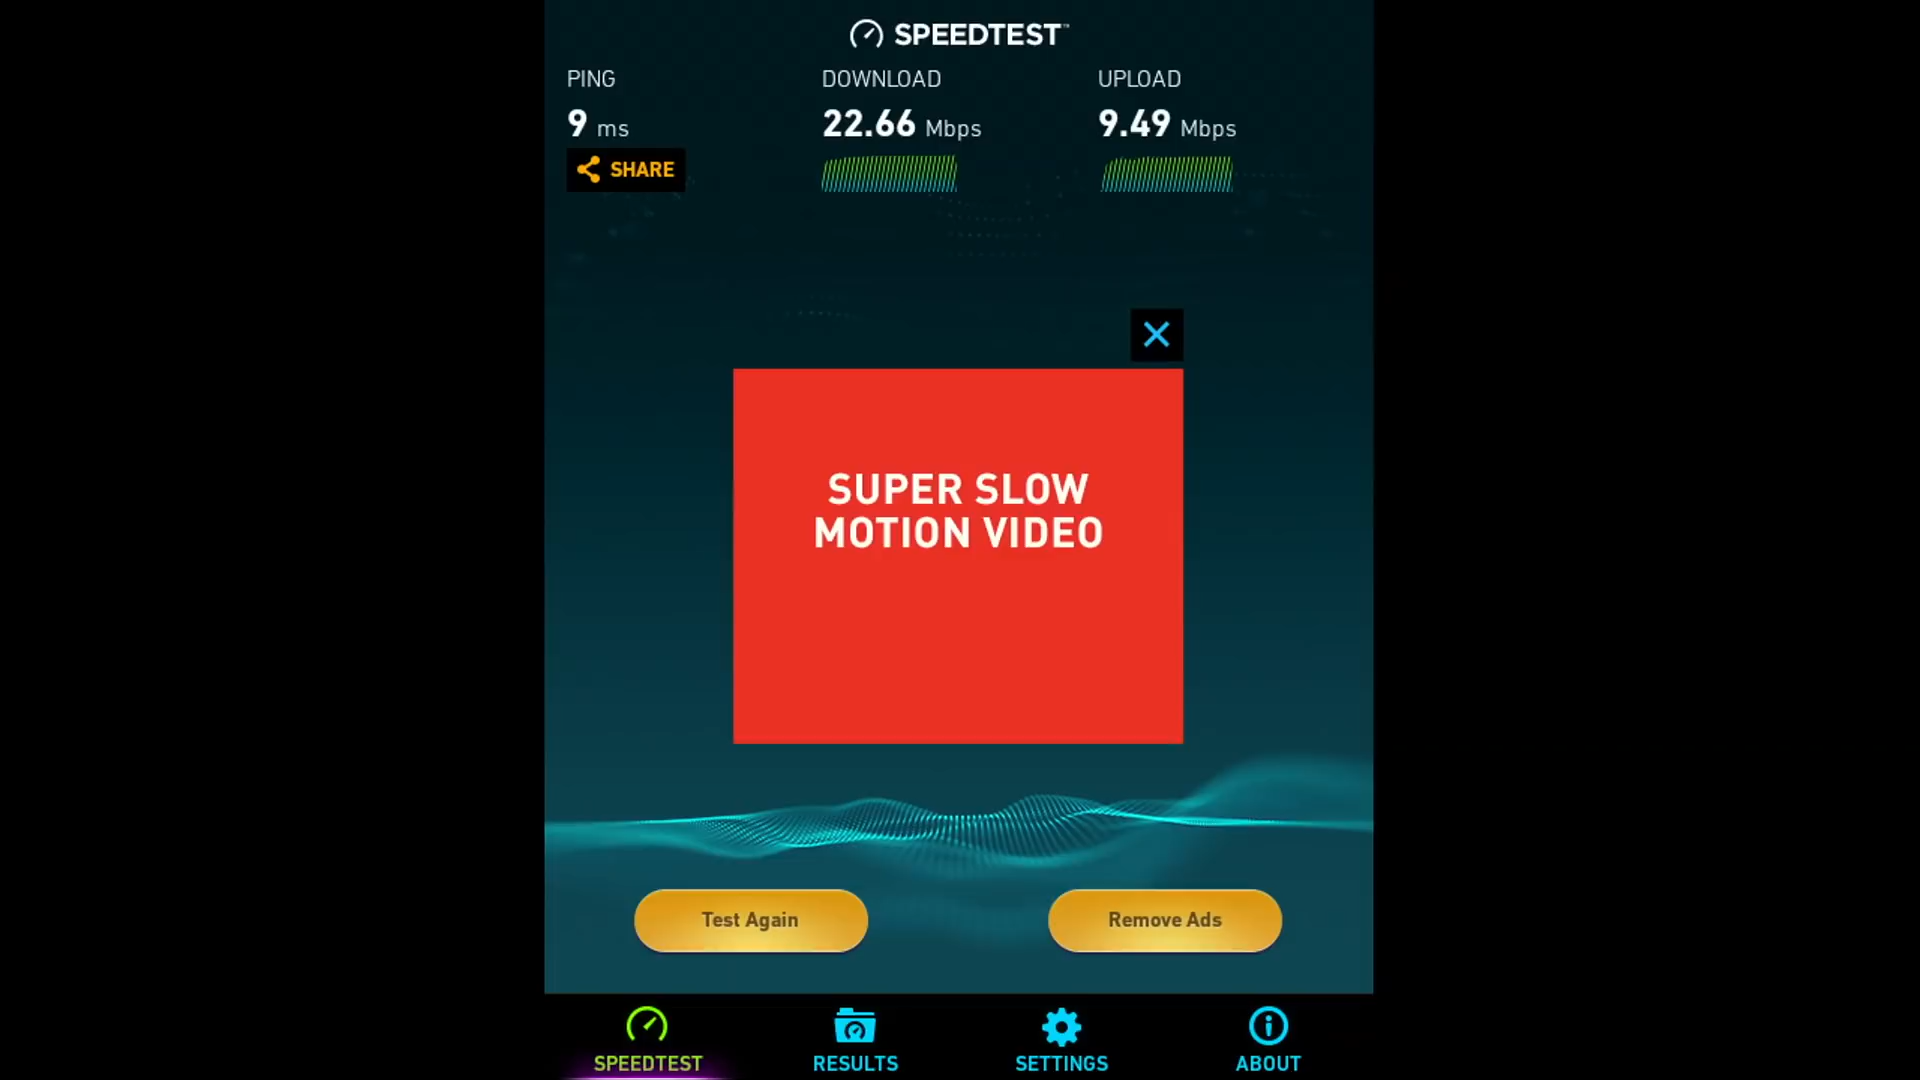 SPEEDTEST™
PING
DOWNLOAD
UPLOAD
9 ms
22.66 Mbps
9.49 Mbps
SHARE
SUPER SLOW
MOTION VIDEO
Test Again
Remove Ads
SPEEDTEST
RESULTS
SETTINGS
ABOUT